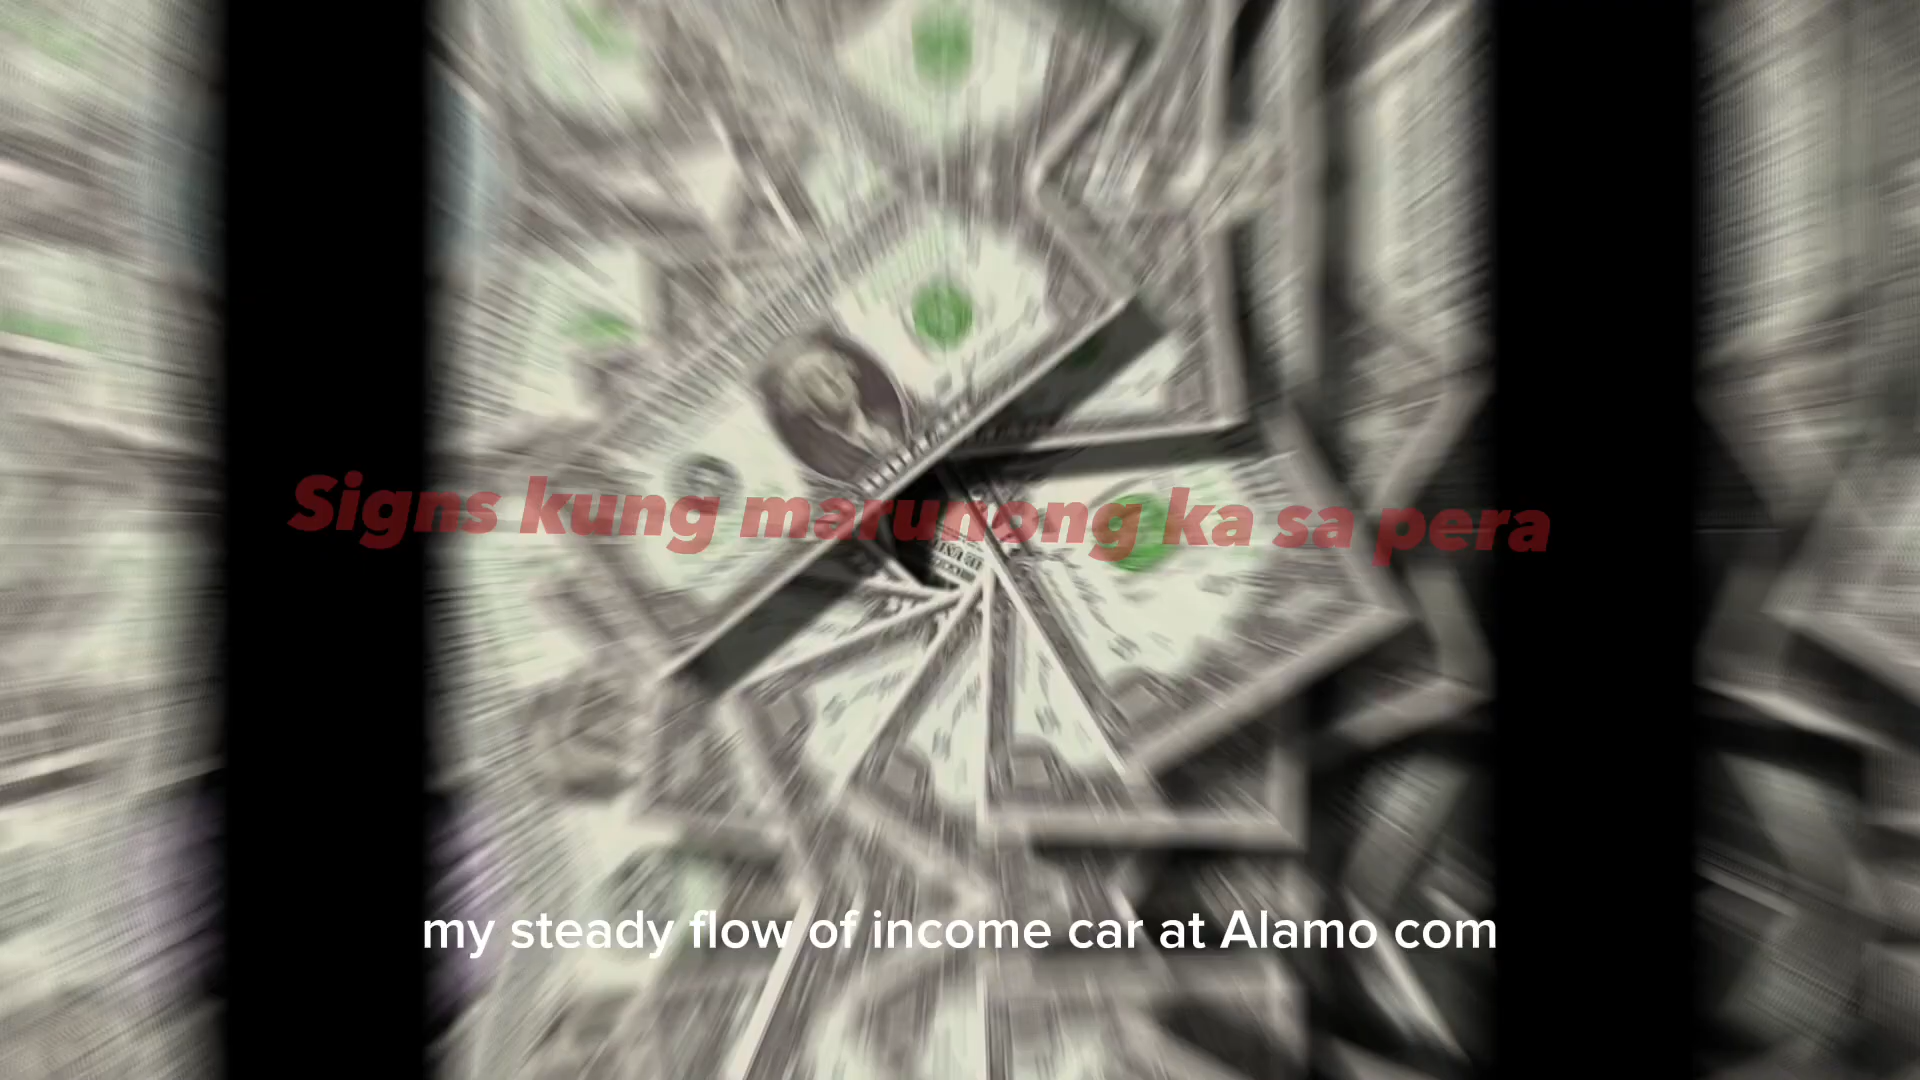 Signs kung marunong ka sa pera
my steady flow of income car at Alamo com